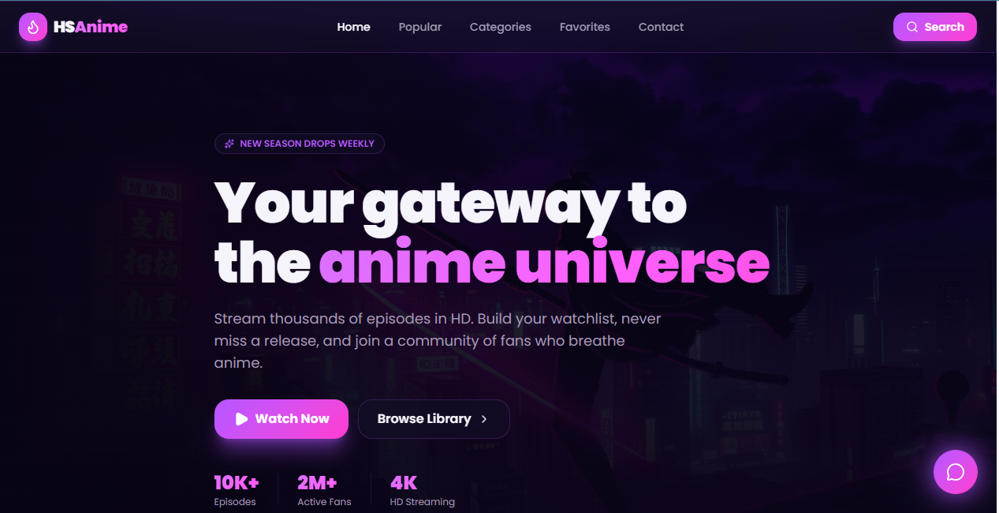 HSAnime
Home
Popular
Categories
Favorites
Contact
Search
NEW SEASON DROPS WEEKLY
Your gateway to
the anime universe
Stream thousands of episodes in HD. Build your watchlist, never
miss a release, and join a community of fans who breathe
anime.
Watch Now
Browse Library
10K+
Episodes
2M+
Active Fans
4K
HD Streaming